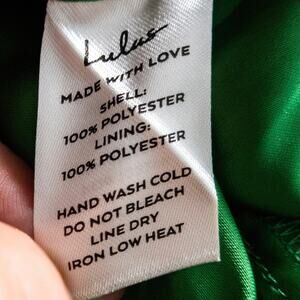 Lulus
MADE WITH LOVE
SHELL:
100% POLYESTER
LINING:
100% POLYESTER
HAND WASH COLD
DO NOT BLEACH
LINE DRY
IRON LOW HEAT